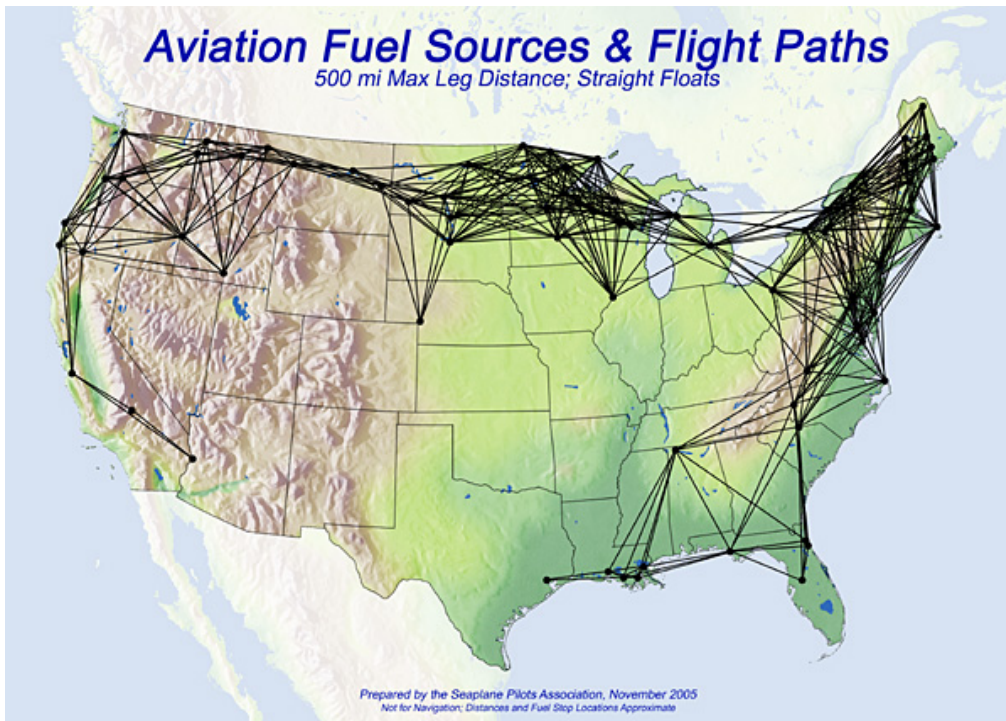 Aviation Fuel Sources & Flight Paths
500 mi Max Leg Distance; Straight Floats
Prepared by the Seaplane Pilots Association, November 2005
Not for Navigation; Distances and Fuel Stop Locations Approximate